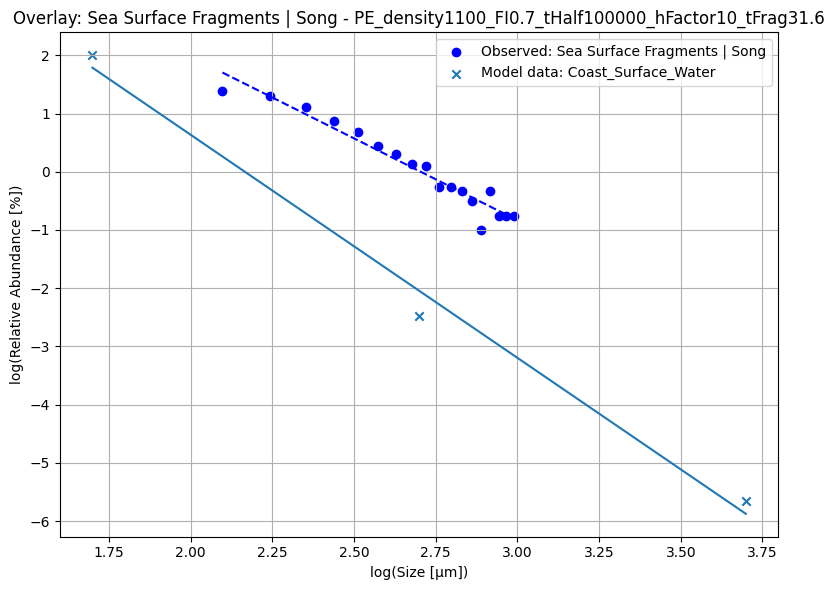 Overlay: Sea Surface Fragments | Song - PE_density1100_FI0.7_tHalf100000_hFactor10_tFrag31.6
Observed: Sea Surface Fragments | Song
Model data: Coast_Surface_Water
log(Relative Abundance [%])
2
1
0
−1
−2
−3
−4
−5
−6
1.75 2.00 2.25 2.50 2.75 3.00 3.25 3.50 3.75
log(Size [µm])